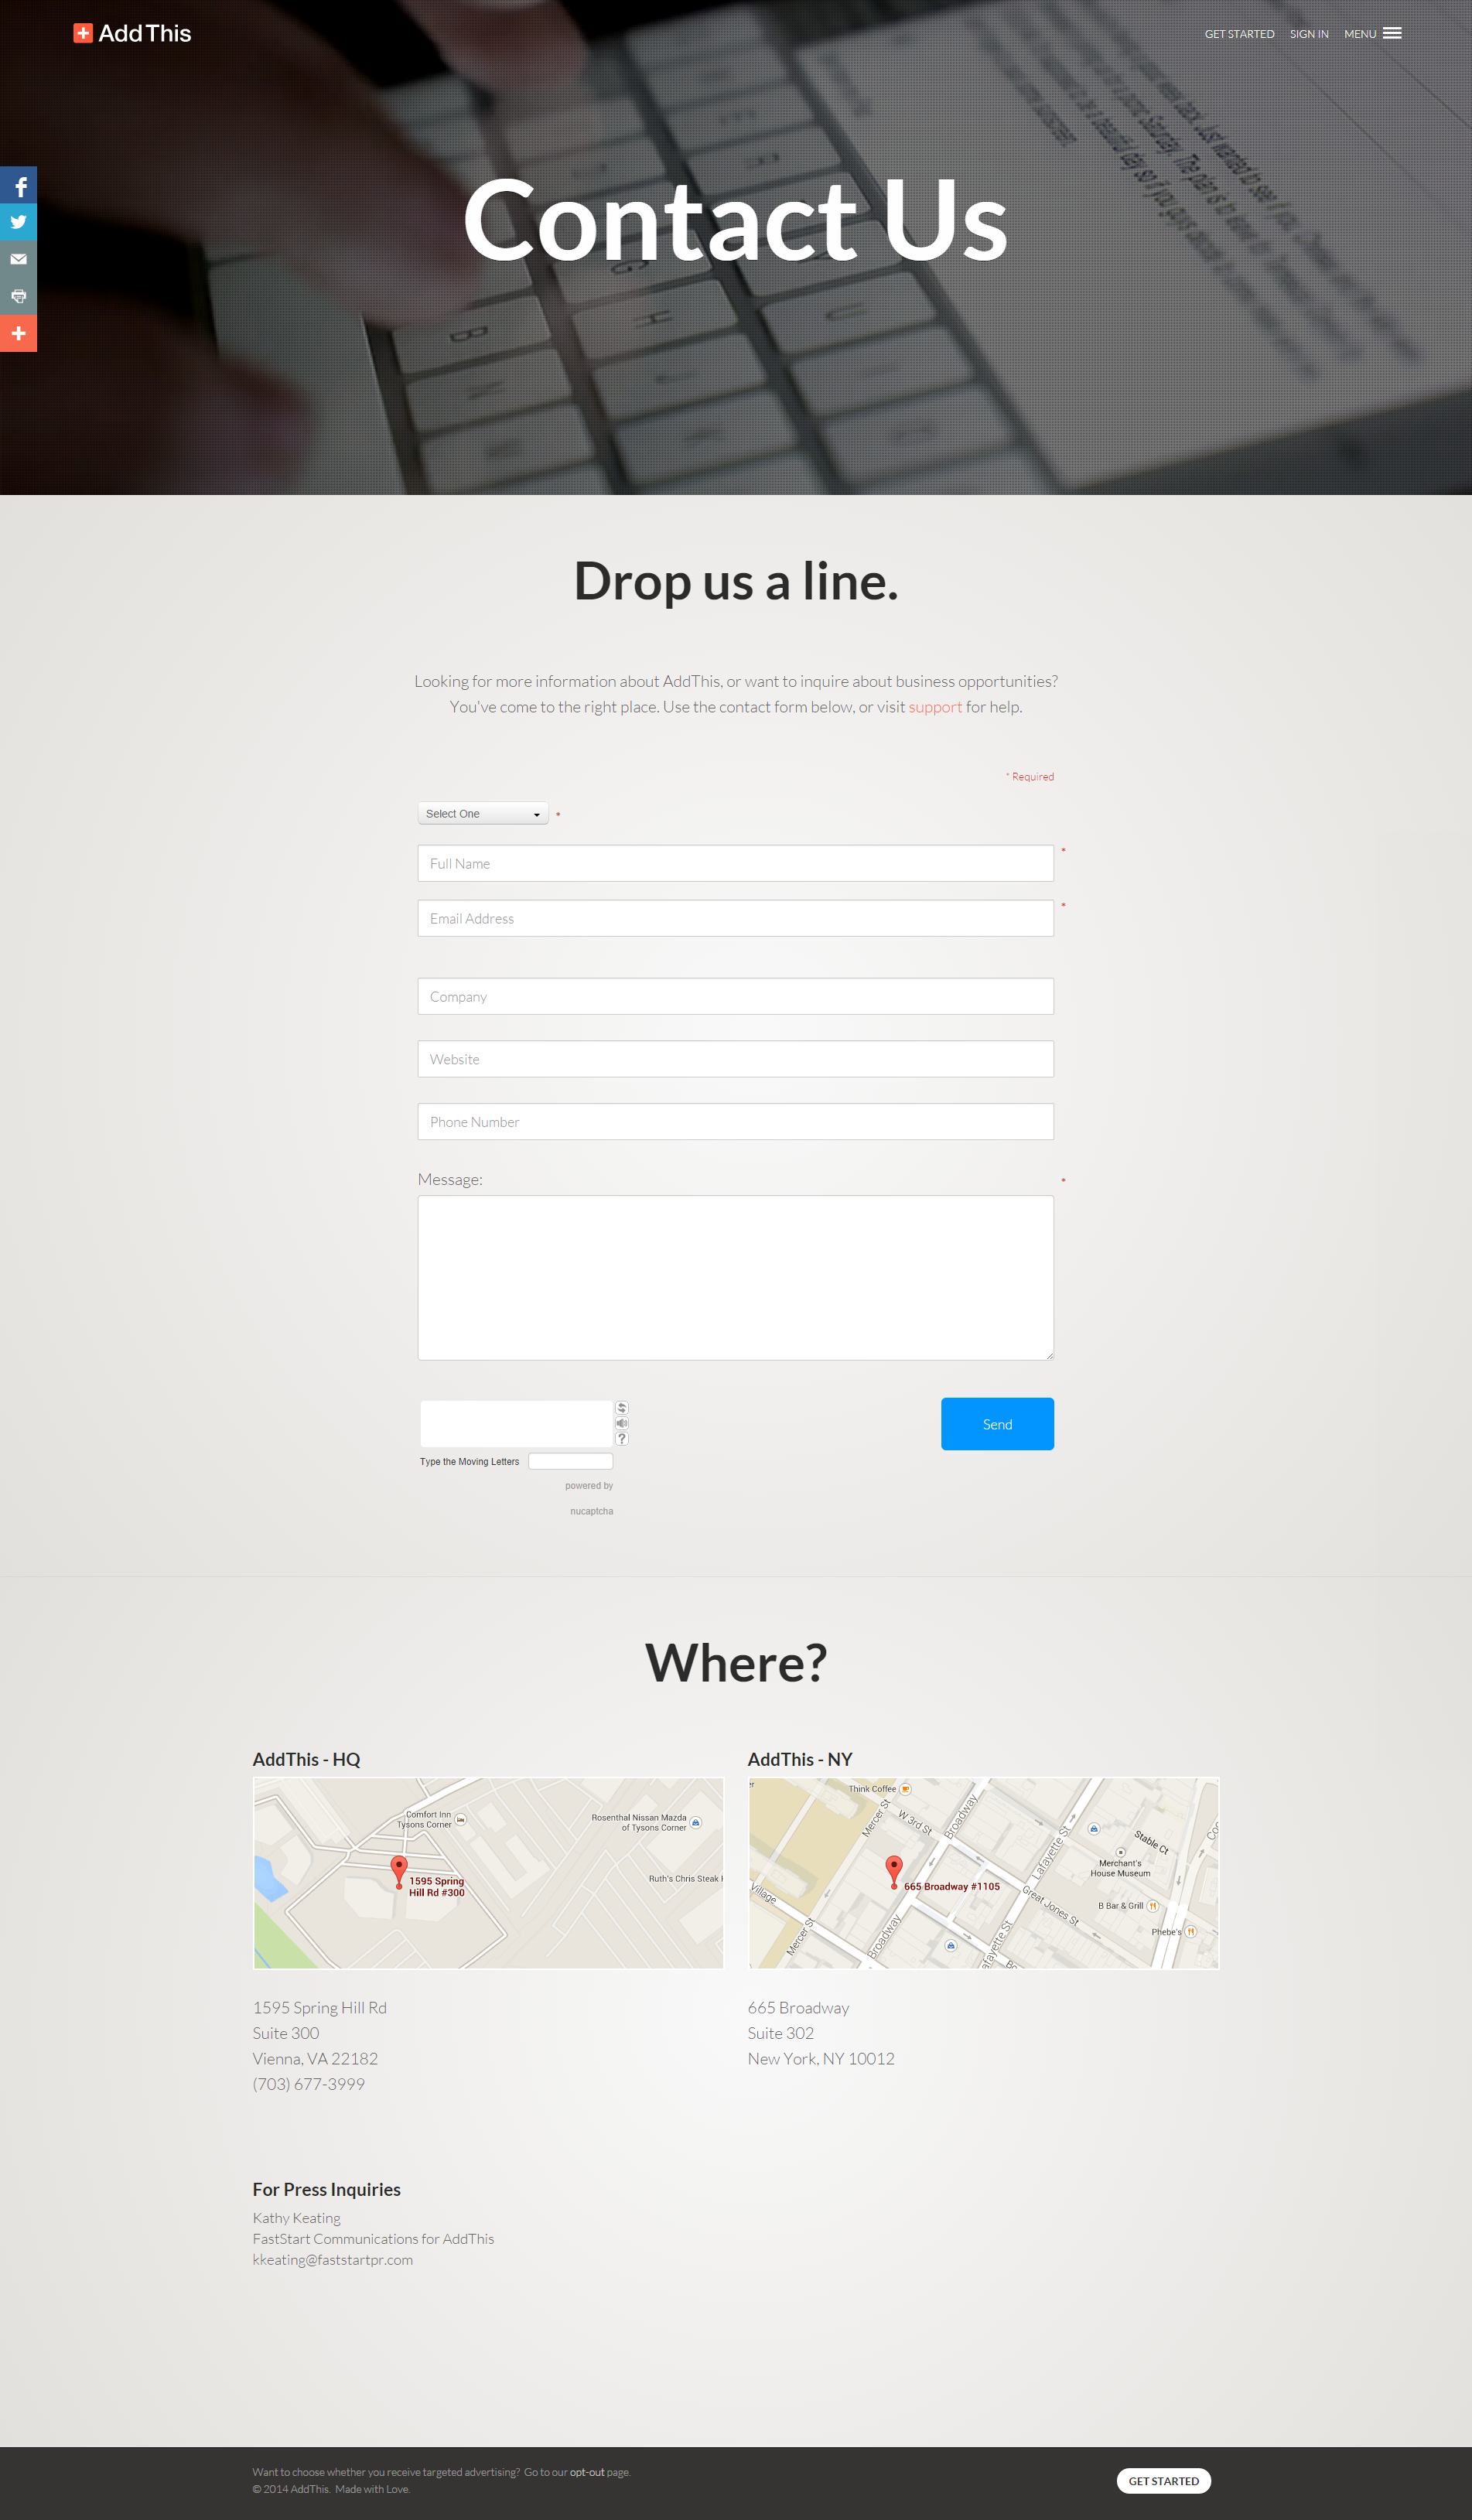 AddThis
GET STARTED SIGN IN MENU
Contact Us
B H U
G
Drop us a line.
Looking for more information about AddThis, or want to inquire about business opportunities?
You've come to the right place. Use the contact form below, or visit support for help.
* Required
Select One *
Full Name *
Email Address *
Company
Website
Phone Number
Message: *
Send
Type the Moving Letters
powered by
nucaptcha
Where?
AddThis - HQ
Comfort Inn
Tysons Corner
Rosenthal Nissan Mazda
of Tysons Corner
Ruth's Chris Steak
1595 Spring
Hill Rd #300
1595 Spring Hill Rd
Suite 300
Vienna, VA 22182
(703) 677-3999
AddThis - NY
Think Coffee
Mercer St
W 3rd St
Broadway
Lafayette St
Stable Ct
Merchant's
House Museum
665 Broadway #1105
Great Jones St
B Bar & Grill
Phebe's
Village
Mercer St
Broadway
afayette St
665 Broadway
Suite 302
New York, NY 10012
For Press Inquiries
Kathy Keating
FastStart Communications for AddThis
kkeating@faststartpr.com
Want to choose whether you receive targeted advertising? Go to our opt-out page.
© 2014 AddThis. Made with Love.
GET STARTED